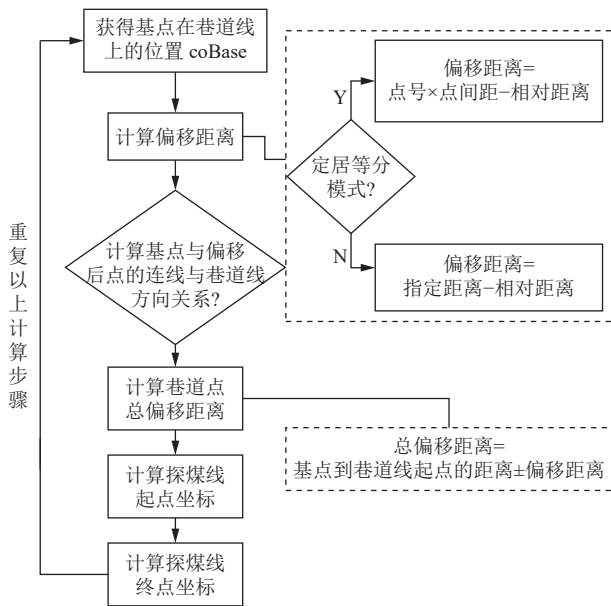 获得基点在巷道线
上的位置 coBase
计算偏移距离
计算基点与偏移
后点的连线与巷道线
方向关系?
计算巷道点
总偏移距离
计算探煤线
起点坐标
计算探煤线
终点坐标
重复以上计算步骤
定居等分
模式?
Y
偏移距离=
点号×点间距−相对距离
N
偏移距离=
指定距离−相对距离
总偏移距离=
基点到巷道线起点的距离±偏移距离